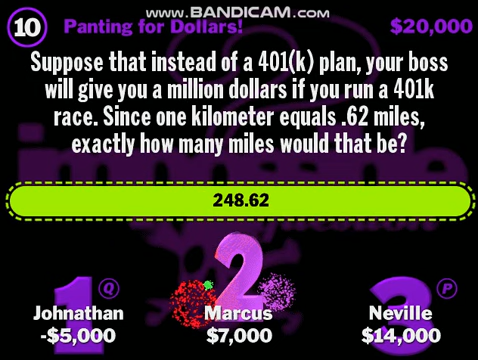 www.BANDICAM.com
10 Panting for Dollars! $20,000
Suppose that instead of a 401(k) plan, your boss
will give you a million dollars if you run a 401k
race. Since one kilometer equals .62 miles,
exactly how many miles would that be?
248.62
1 Q 2 3 P
Johnathan Marcus Neville
-$5,000 $7,000 $14,000